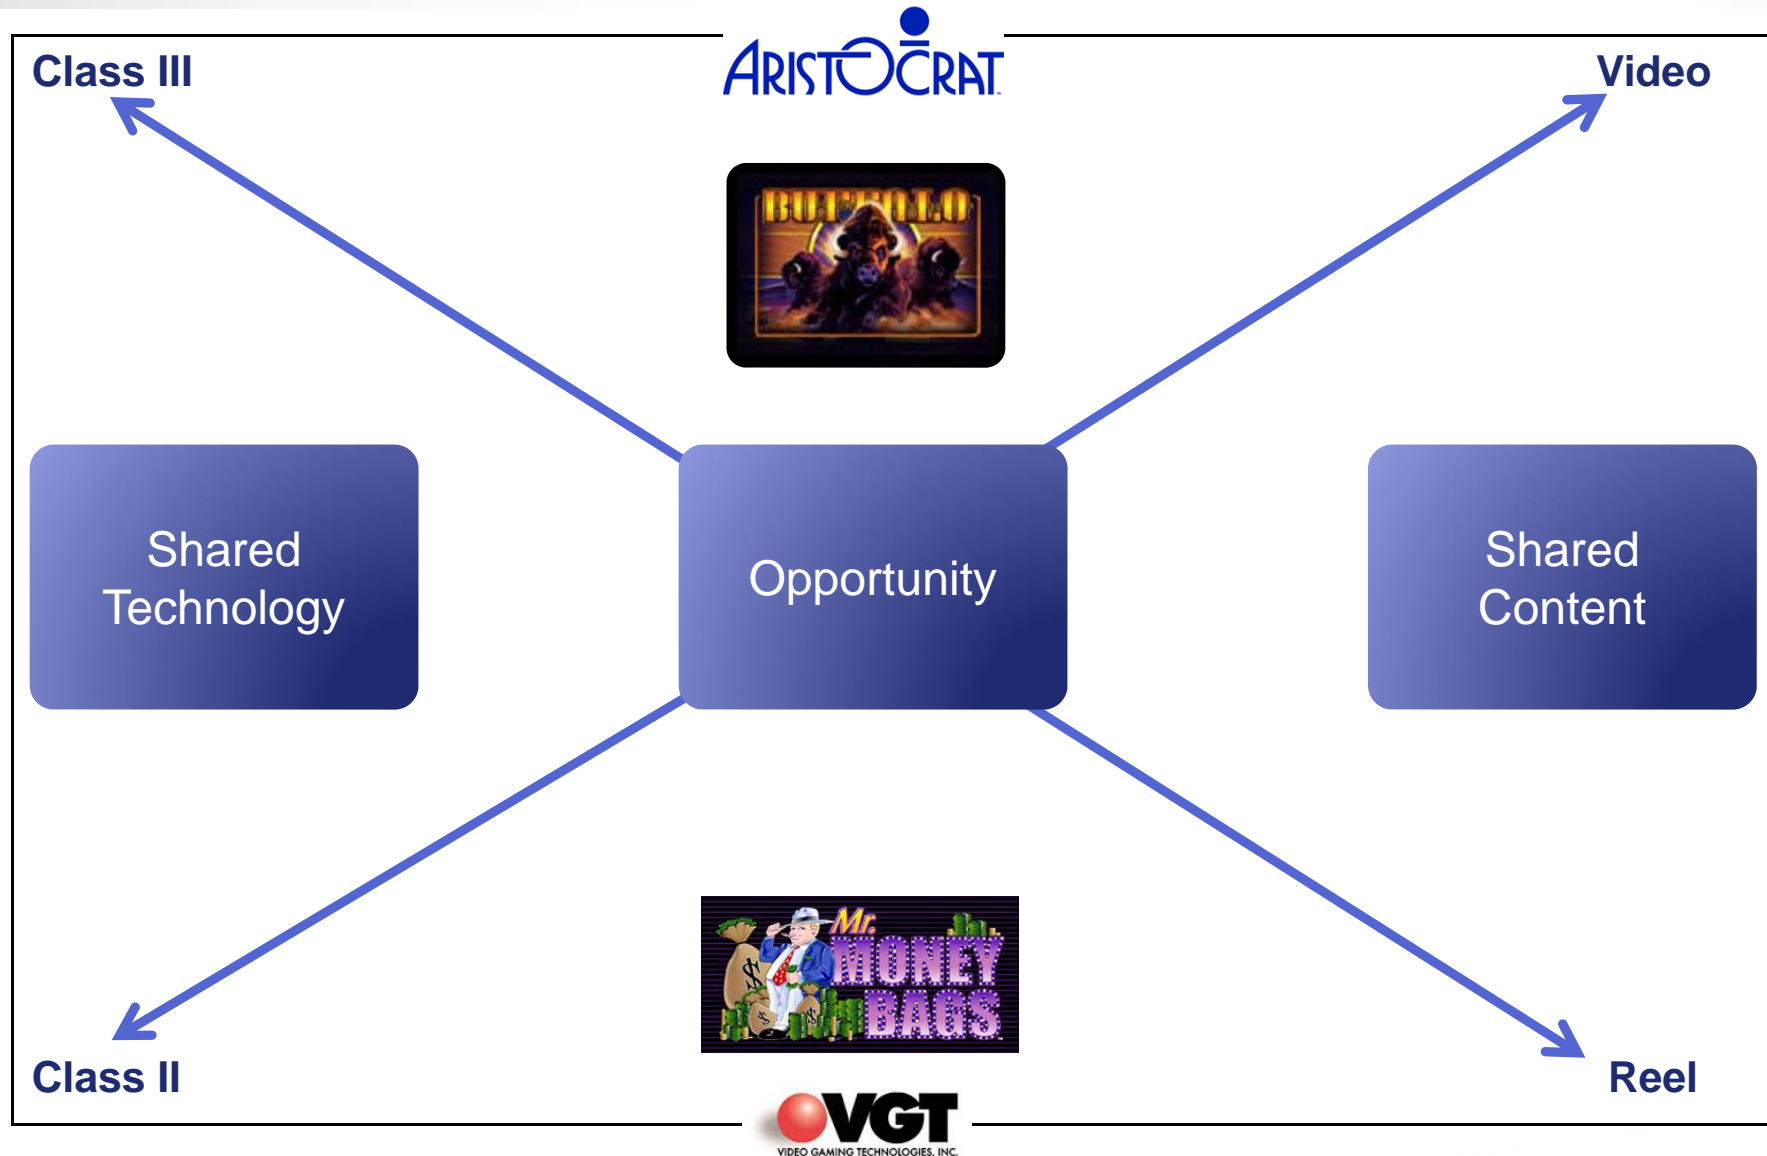 ARISTOCRAT™
Class III
Video
BUFFALO
Shared
Technology
Opportunity
Shared
Content
Mr.
MONEY
BAGS
Class II
Reel
VGT
VIDEO GAMING TECHNOLOGIES, INC.